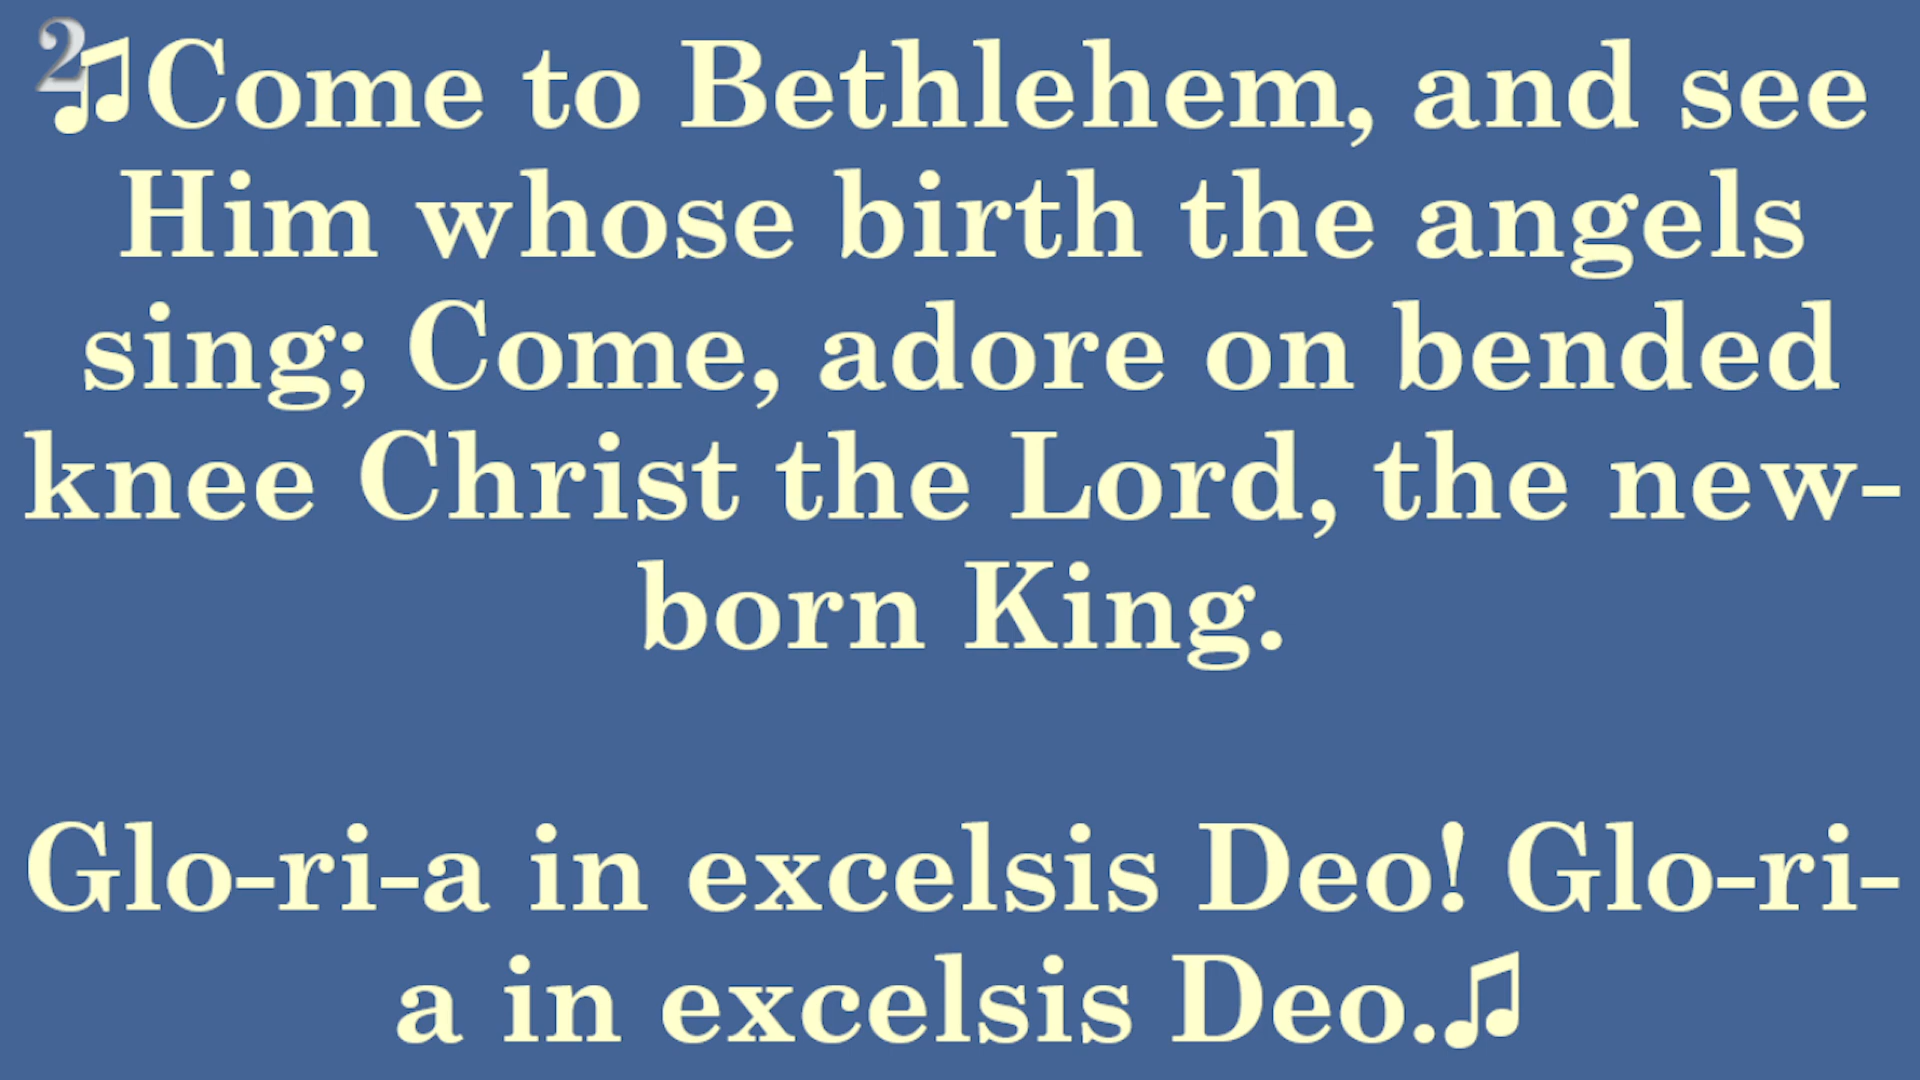 2
♫Come to Bethlehem, and see
Him whose birth the angels
sing; Come, adore on bended
knee Christ the Lord, the new-
born King.
Glo-ri-a in excelsis Deo! Glo-ri-
a in excelsis Deo.♫